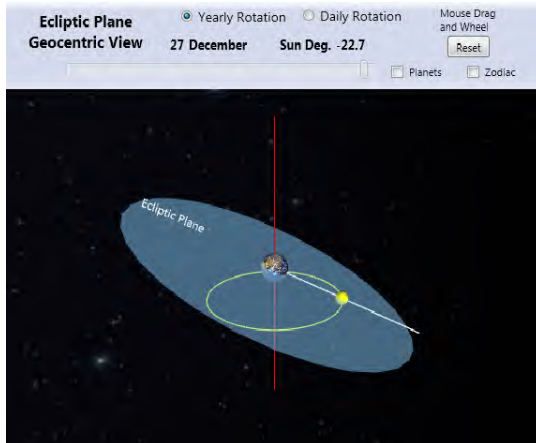 Ecliptic Plane
Geocentric View
Yearly Rotation
Daily Rotation
27 December
Sun Deg. -22.7
Mouse Drag
and Wheel
Reset
Planets
Zodiac
Ecliptic Plane